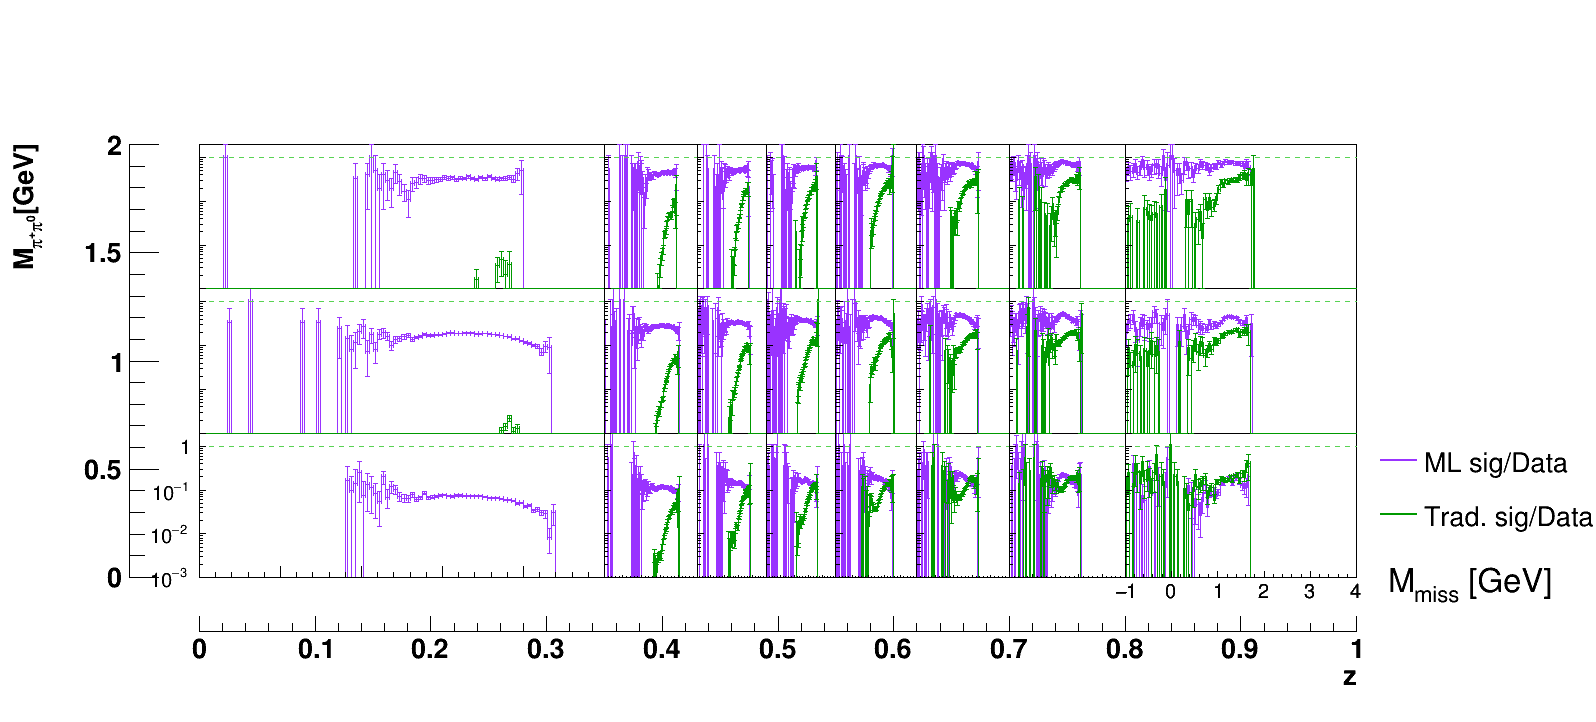 M_{π⁺π⁰}[GeV]
2
1.5
1
0.5
0
1
10⁻¹
10⁻²
10⁻³
ML sig/Data
Trad. sig/Data
−1 0 1 2 3 4
M_{miss} [GeV]
0 0.1 0.2 0.3 0.4 0.5 0.6 0.7 0.8 0.9 1
z